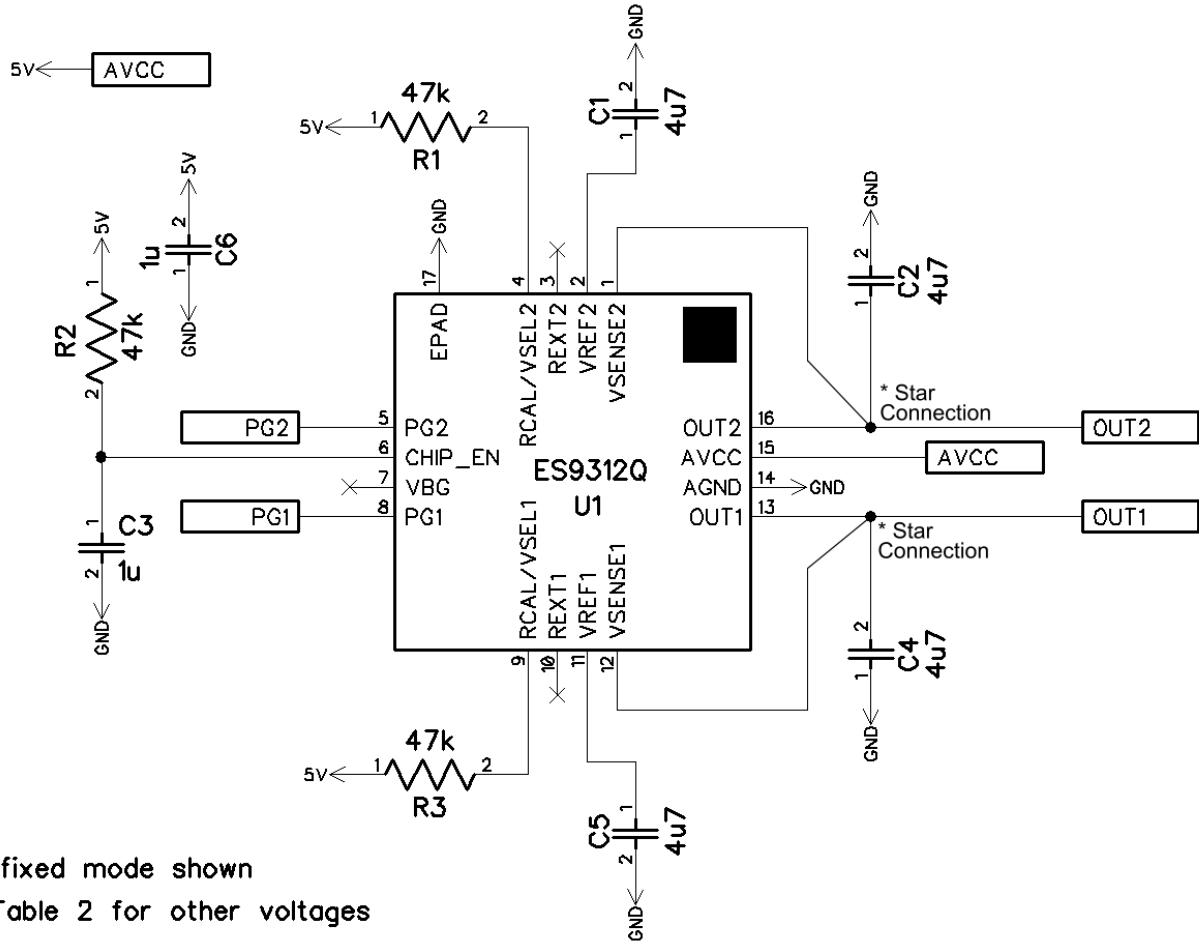 GND
5V
AVCC
47k
1
2
5V
R1
2
C1
4u7
1
5V
5V
2
1u
C6
1
GND
GND
GND
2
C2
4u7
1
1
R2
47k
2
17
4
3
2
1
EPAD
RCAL/VSEL2
REXT2
VREF2
VSENSE2
* Star
Connection
PG2
5
PG2
OUT2
16
OUT2
6
CHIP_EN
AVCC
15
AVCC
ES9312Q
U1
7
VBG
AGND
14
GND
PG1
8
PG1
OUT1
13
OUT1
* Star
Connection
1
C3
2
1u
GND
RCAL/VSEL1
REXT1
VREF1
VSENSE1
9
10
11
12
2
C4
4u7
1
GND
47k
5V
1
2
R3
1
C5
4u7
2
GND
fixed mode shown
Table 2 for other voltages